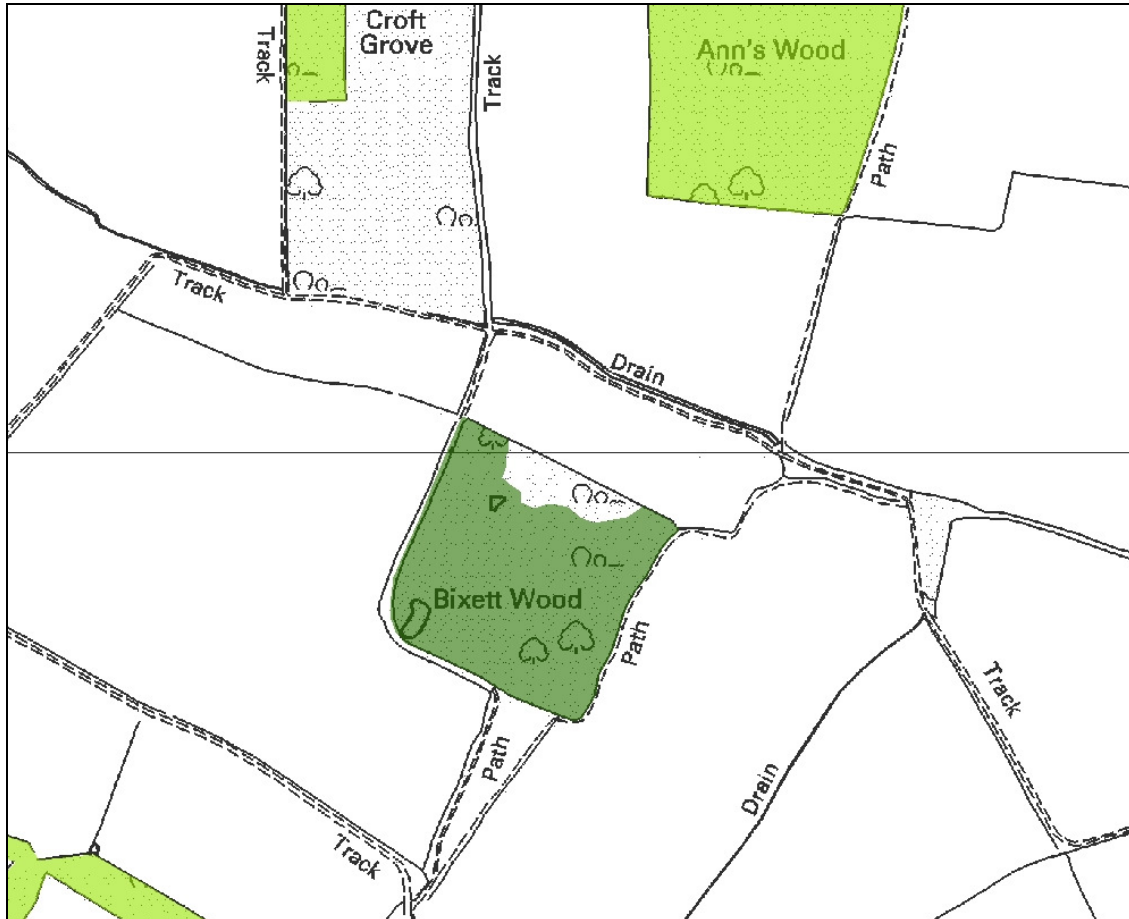 Croft
Grove
Track
Track
Ann's Wood
Path
Track
Drain
Bixett Wood
Path
Path
Track
Drain
Track